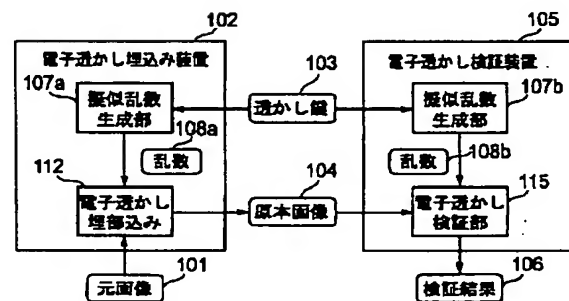 102
105
電子透かし埋込み装置
103
電子透かし検証装置
107a
擬似乱数
生成部
透かし鍵
擬似乱数
生成部
107b
108a
乱数
乱数
108b
112
104
115
電子透かし
埋部込み
原本画像
電子透かし
検証部
元画像
101
検証結果
106